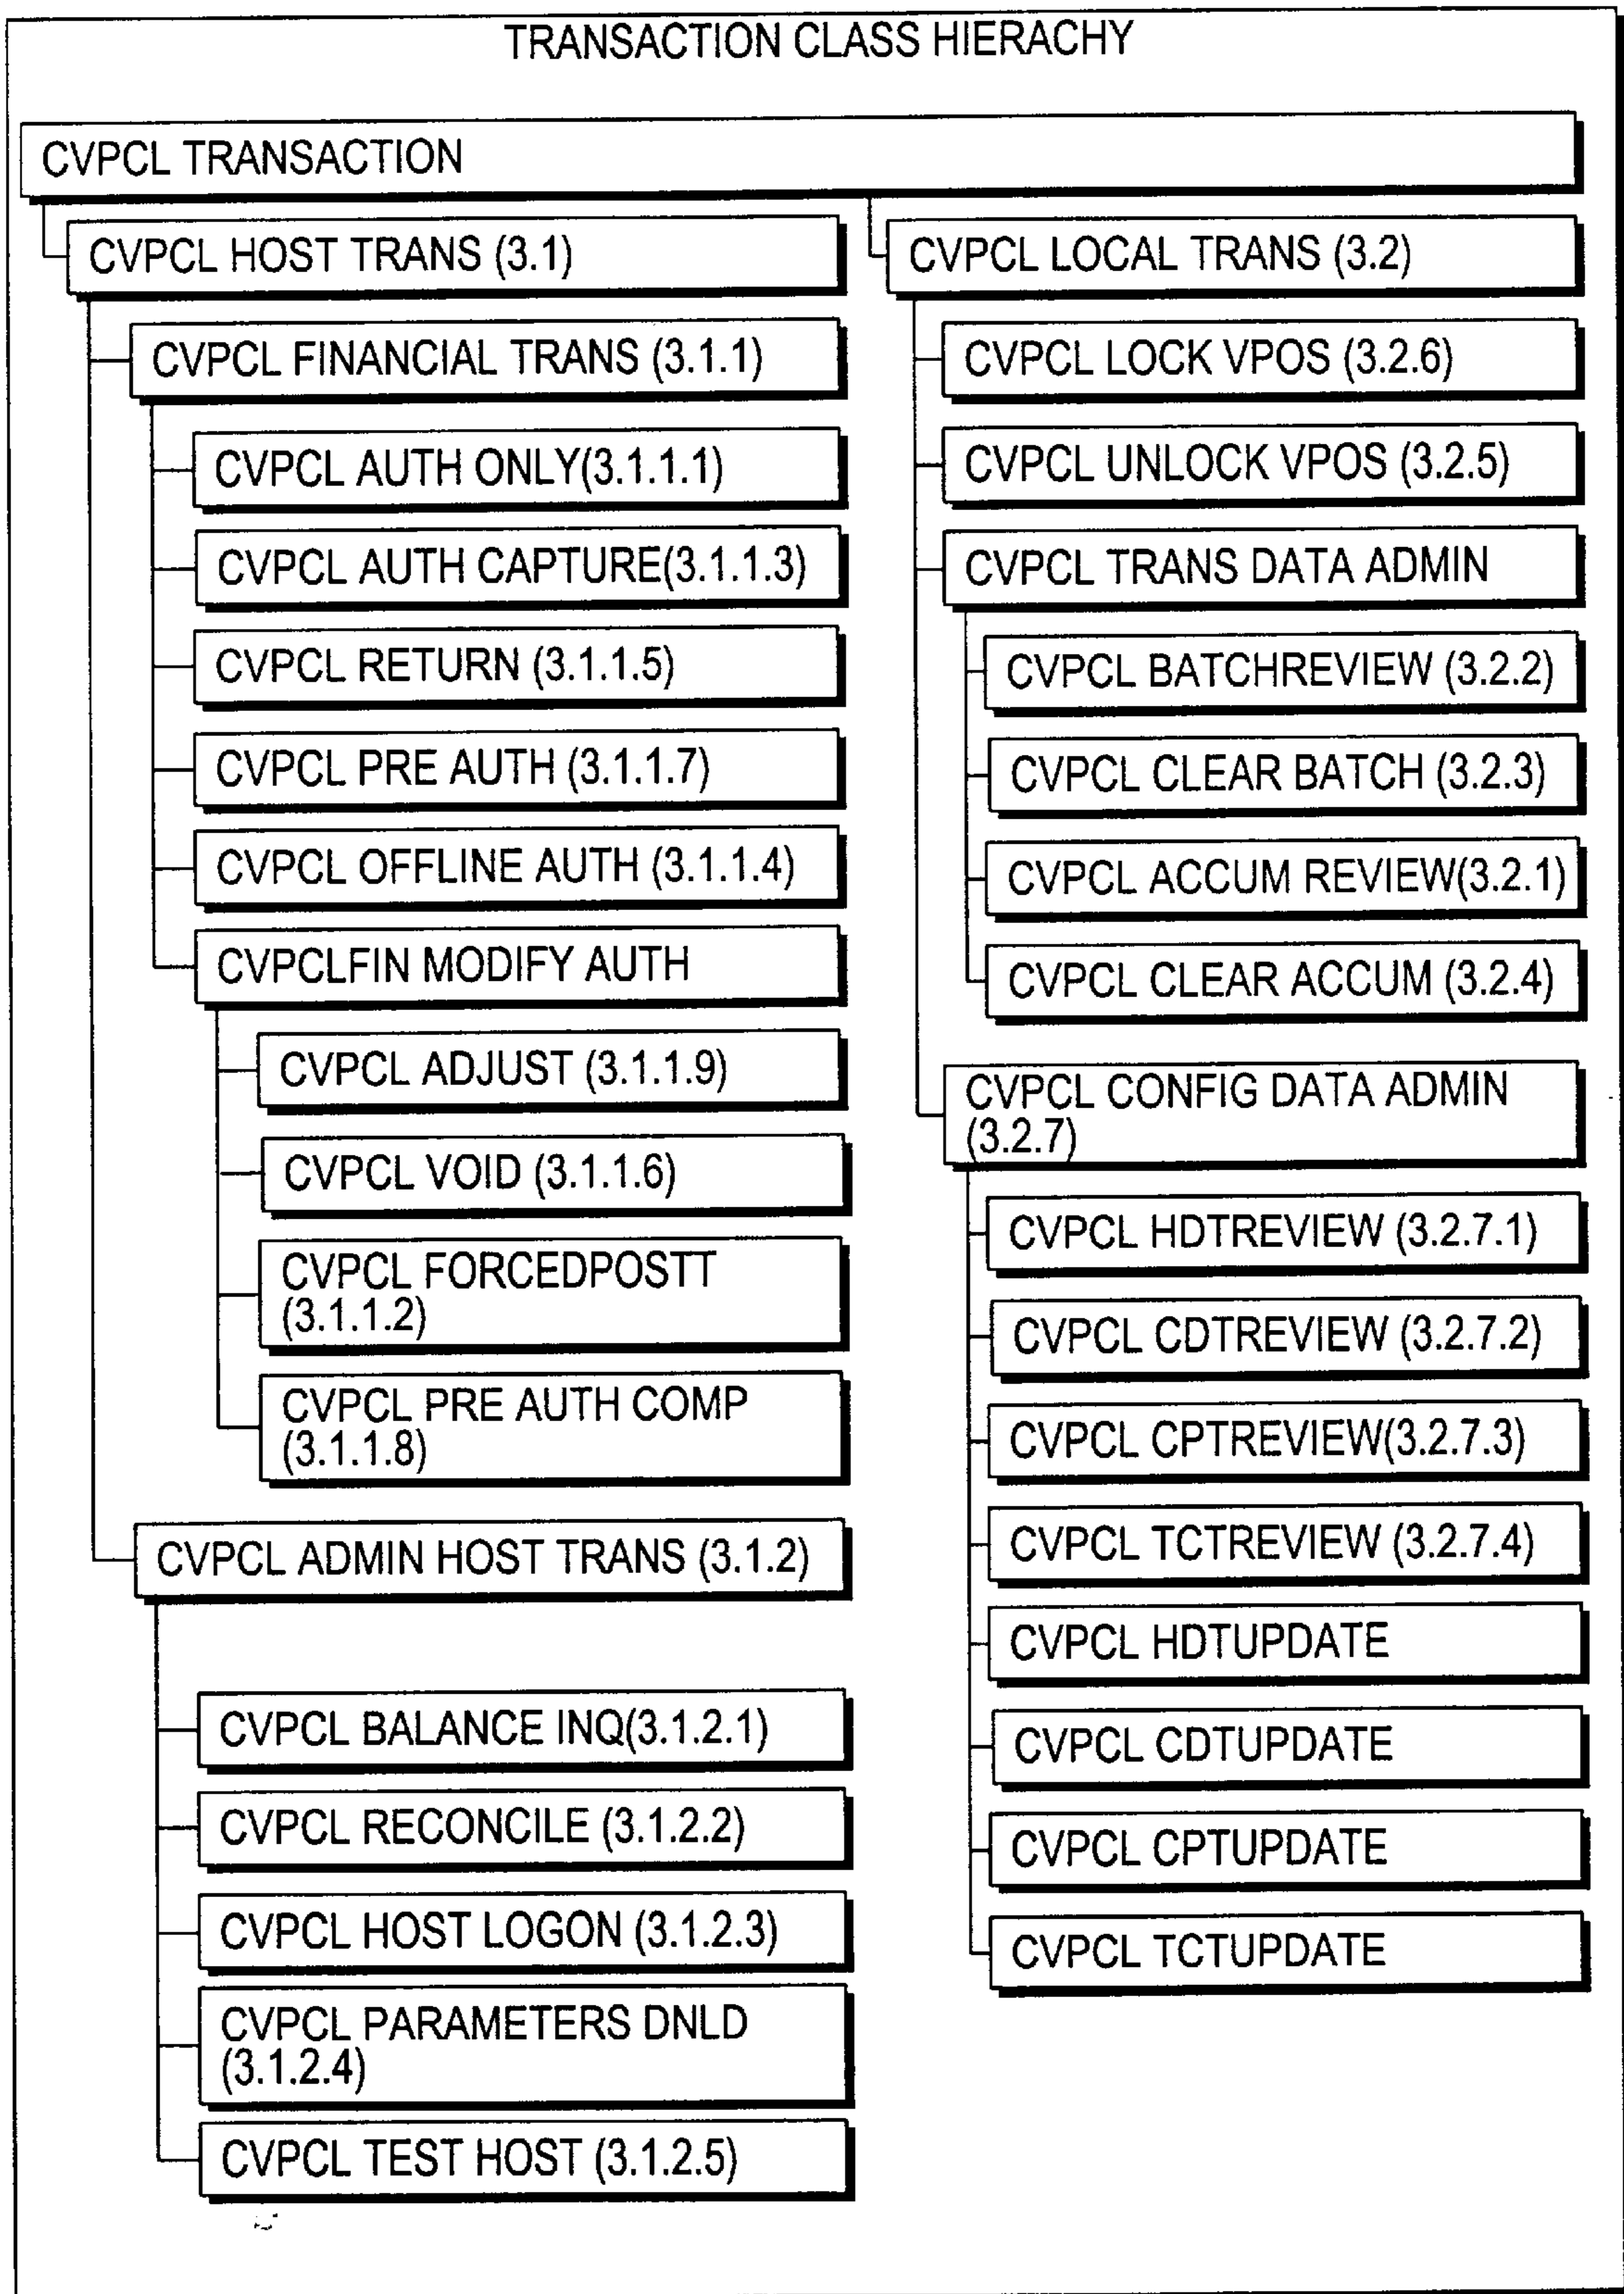 TRANSACTION CLASS HIERACHY
CVPCL TRANSACTION
CVPCL HOST TRANS (3.1)
CVPCL FINANCIAL TRANS (3.1.1)
CVPCL AUTH ONLY(3.1.1.1)
CVPCL AUTH CAPTURE(3.1.1.3)
CVPCL RETURN (3.1.1.5)
CVPCL PRE AUTH (3.1.1.7)
CVPCL OFFLINE AUTH (3.1.1.4)
CVPCLFIN MODIFY AUTH
CVPCL ADJUST (3.1.1.9)
CVPCL VOID (3.1.1.6)
CVPCL FORCEDPOSTT
(3.1.1.2)
CVPCL PRE AUTH COMP
(3.1.1.8)
CVPCL ADMIN HOST TRANS (3.1.2)
CVPCL BALANCE INQ(3.1.2.1)
CVPCL RECONCILE (3.1.2.2)
CVPCL HOST LOGON (3.1.2.3)
CVPCL PARAMETERS DNLD
(3.1.2.4)
CVPCL TEST HOST (3.1.2.5)
CVPCL LOCAL TRANS (3.2)
CVPCL LOCK VPOS (3.2.6)
CVPCL UNLOCK VPOS (3.2.5)
CVPCL TRANS DATA ADMIN
CVPCL BATCHREVIEW (3.2.2)
CVPCL CLEAR BATCH (3.2.3)
CVPCL ACCUM REVIEW(3.2.1)
CVPCL CLEAR ACCUM (3.2.4)
CVPCL CONFIG DATA ADMIN
(3.2.7)
CVPCL HDTREVIEW (3.2.7.1)
CVPCL CDTREVIEW (3.2.7.2)
CVPCL CPTREVIEW(3.2.7.3)
CVPCL TCTREVIEW (3.2.7.4)
CVPCL HDTUPDATE
CVPCL CDTUPDATE
CVPCL CPTUPDATE
CVPCL TCTUPDATE